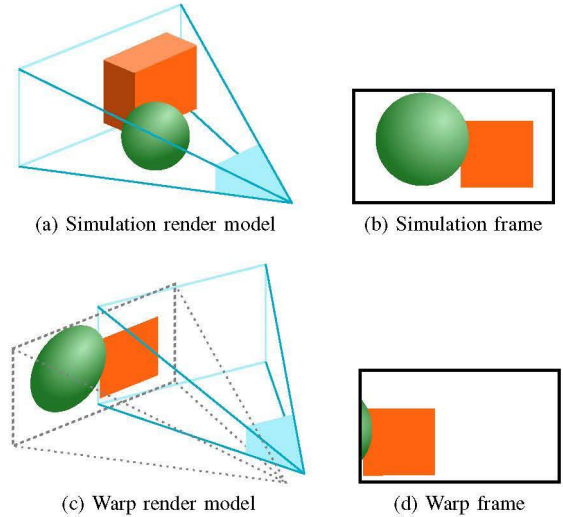 (a) Simulation render model
(b) Simulation frame
(c) Warp render model
(d) Warp frame